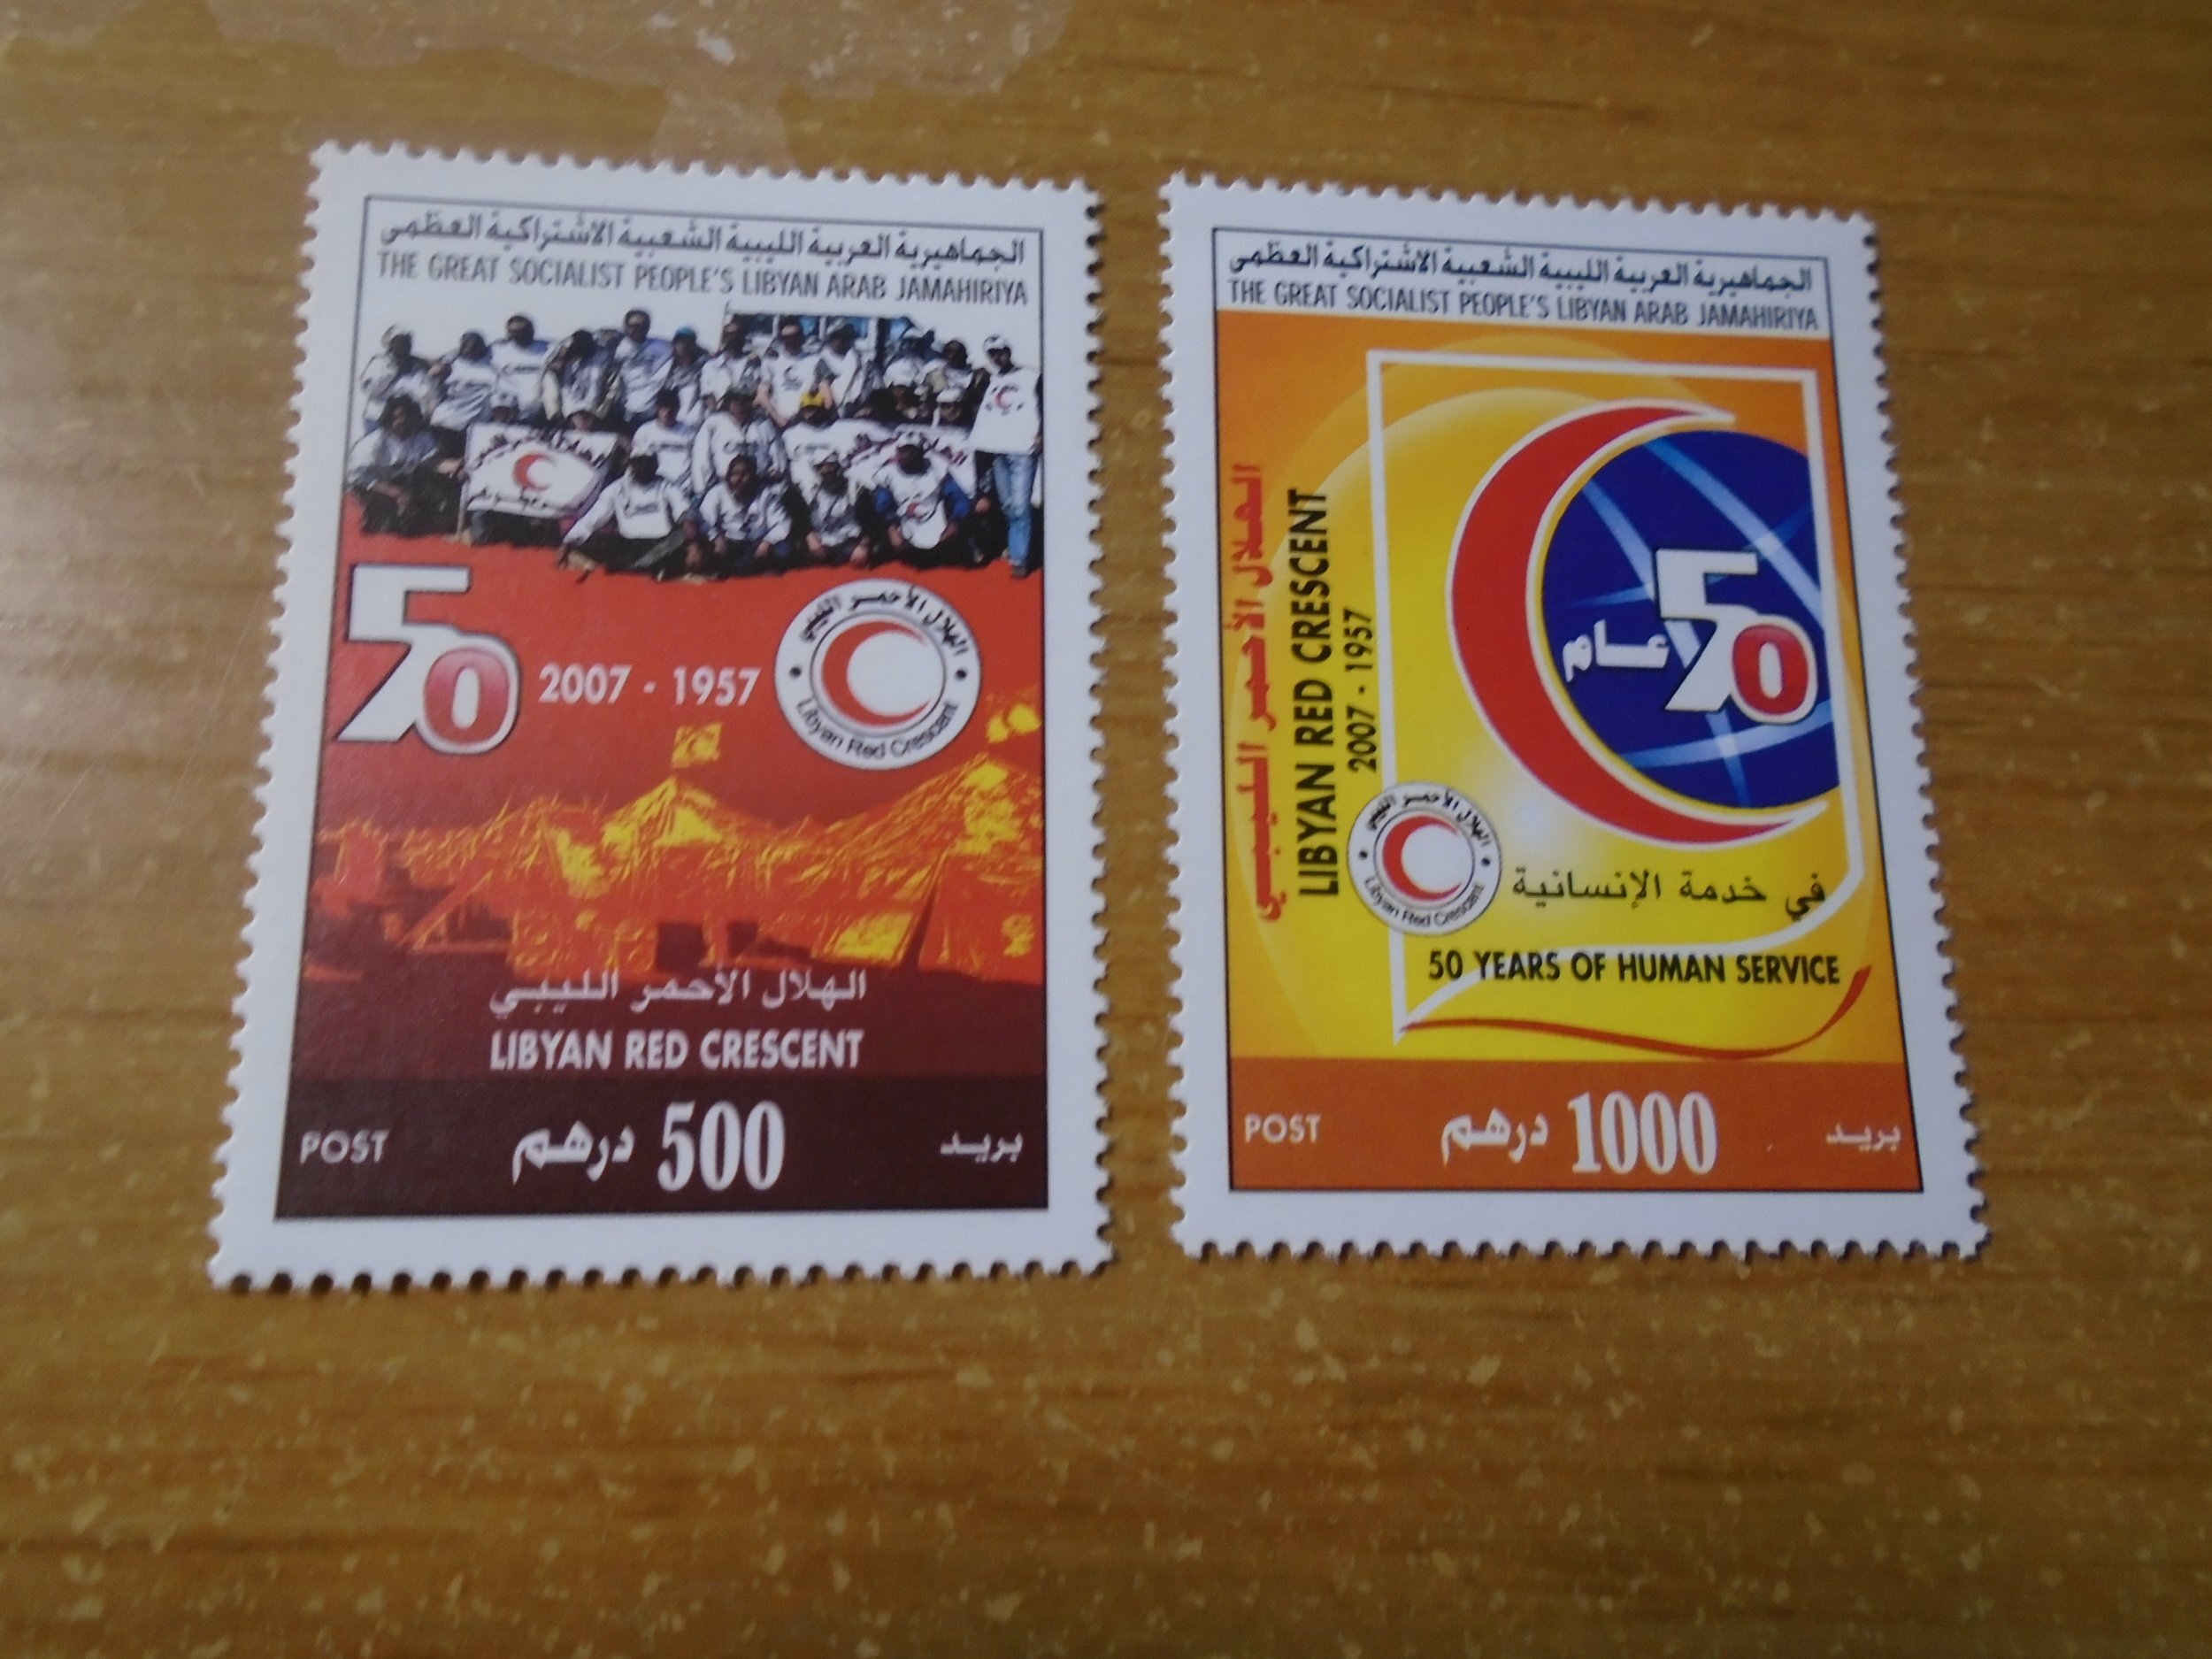 الجماهيرية العربية الليبية الشعبية الاشتراكية العظمى
THE GREAT SOCIALIST PEOPLE'S LIBYAN ARAB JAMAHIRIYA
50
2007 - 1957
الهلال الأحمر الليبي
Libyan Red Crescent
الهلال الأحمر الليبي
LIBYAN RED CRESCENT
POST
500 درهم
بريد
الجماهيرية العربية الليبية الشعبية الاشتراكية العظمى
THE GREAT SOCIALIST PEOPLE'S LIBYAN ARAB JAMAHIRIYA
الهلال الأحمر الليبي
LIBYAN RED CRESCENT
2007 - 1957
50 عام
الهلال الأحمر الليبي
Libyan Red Crescent
في خدمة الإنسانية
50 YEARS OF HUMAN SERVICE
POST
1000 درهم
بريد